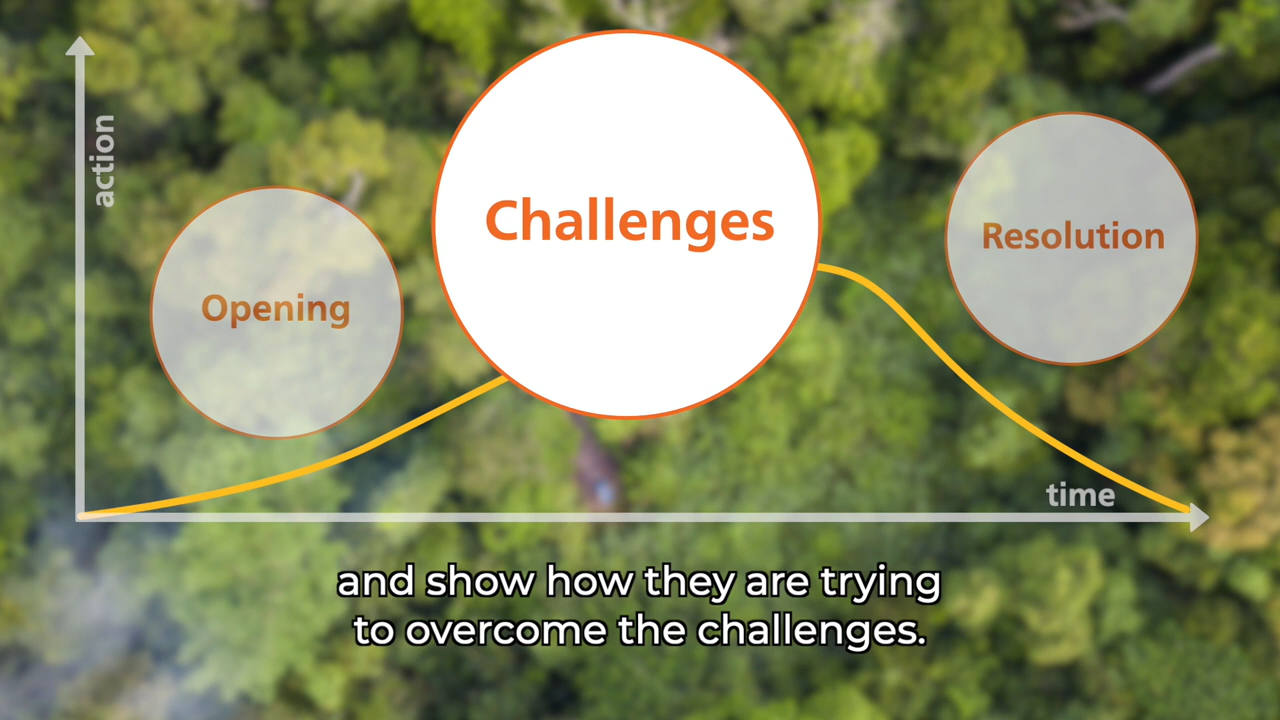 action
Challenges
Resolution
Opening
time
and show how they are trying
to overcome the challenges.